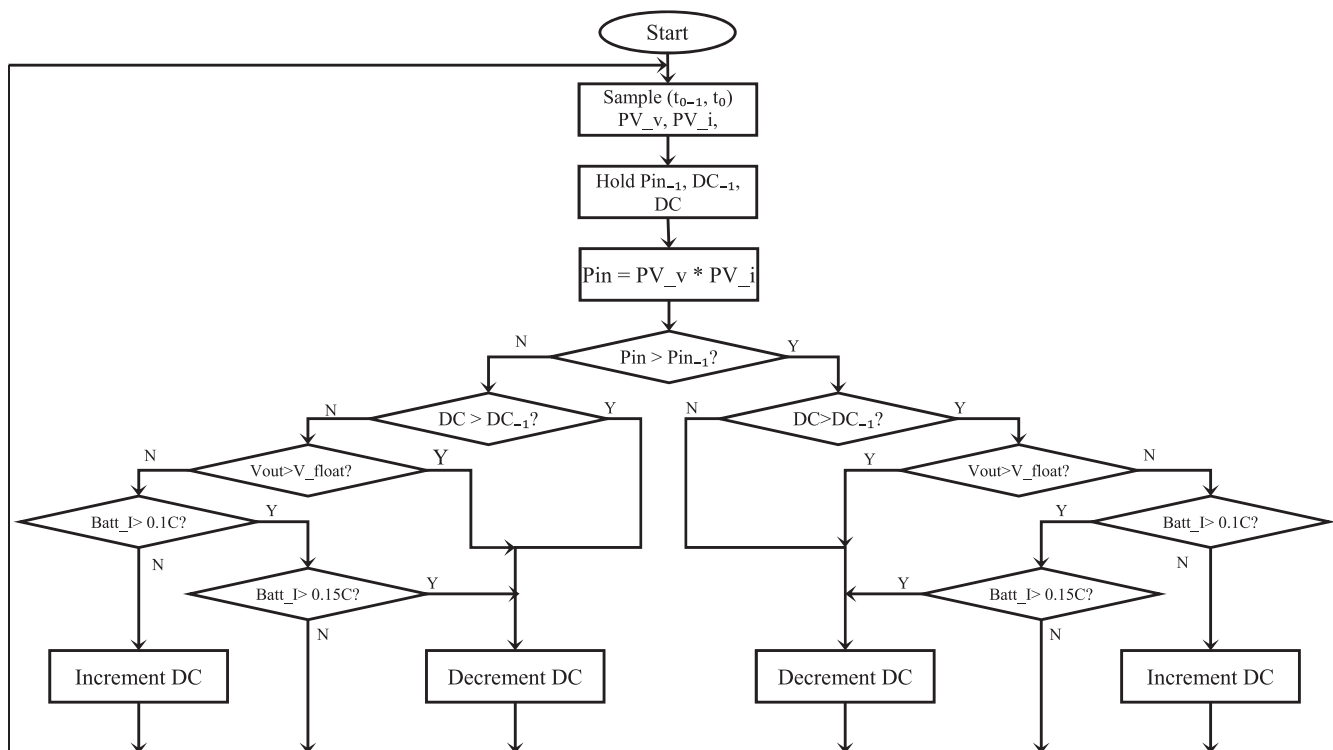 Start
Sample (t₀₋₁, t₀)
PV_v, PV_i,
Hold Pin₋₁, DC₋₁,
DC
Pin = PV_v * PV_i
N
Pin > Pin₋₁?
Y
N
DC > DC₋₁?
Y
N
DC>DC₋₁?
Y
N
Vout>V_float?
Y
Y
Vout>V_float?
N
Batt_I> 0.1C?
Y
Y
Batt_I> 0.1C?
N
Batt_I> 0.15C?
Y
Y
Batt_I> 0.15C?
N
N
N
Increment DC
Decrement DC
Decrement DC
Increment DC